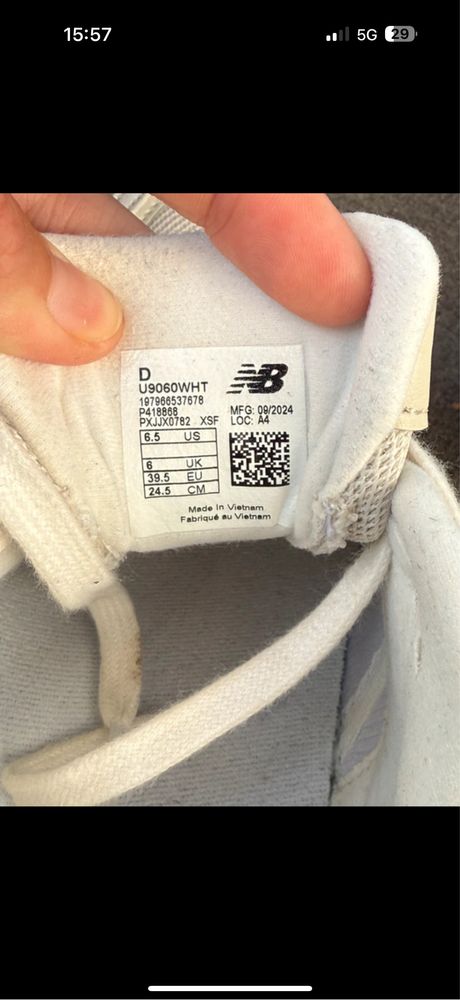 15:57
5G
29
D
U9060WHT
197966537678
P418868
PXJJX0782 XSF
NB
MFG: 09/2024
LOC: A4
6.5 US
6 UK
39.5 EU
24.5 CM
Made in Vietnam
Fabriqué au Vietnam